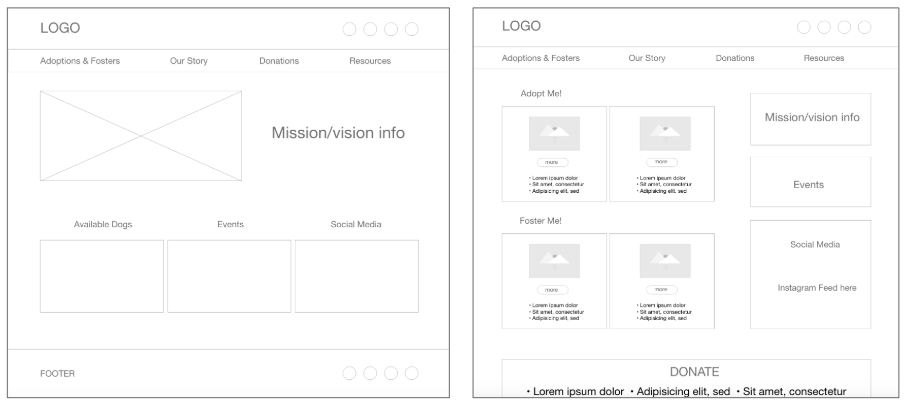 LOGO
Adoptions & Fosters Our Story Donations Resources
Mission/vision info
Available Dogs Events Social Media
FOOTER
LOGO
Adoptions & Fosters Our Story Donations Resources
Adopt Me!
more more
• Lorem ipsum dolor • Lorem ipsum dolor
• Sit amet, consectetur • Sit amet, consectetur
• Adipisicing elit, sed • Adipisicing elit, sed
Foster Me!
more more
• Lorem ipsum dolor • Lorem ipsum dolor
• Sit amet, consectetur • Sit amet, consectetur
• Adipisicing elit, sed • Adipisicing elit, sed
Mission/vision info
Events
Social Media
Instagram Feed here
DONATE
• Lorem ipsum dolor • Adipisicing elit, sed • Sit amet, consectetur